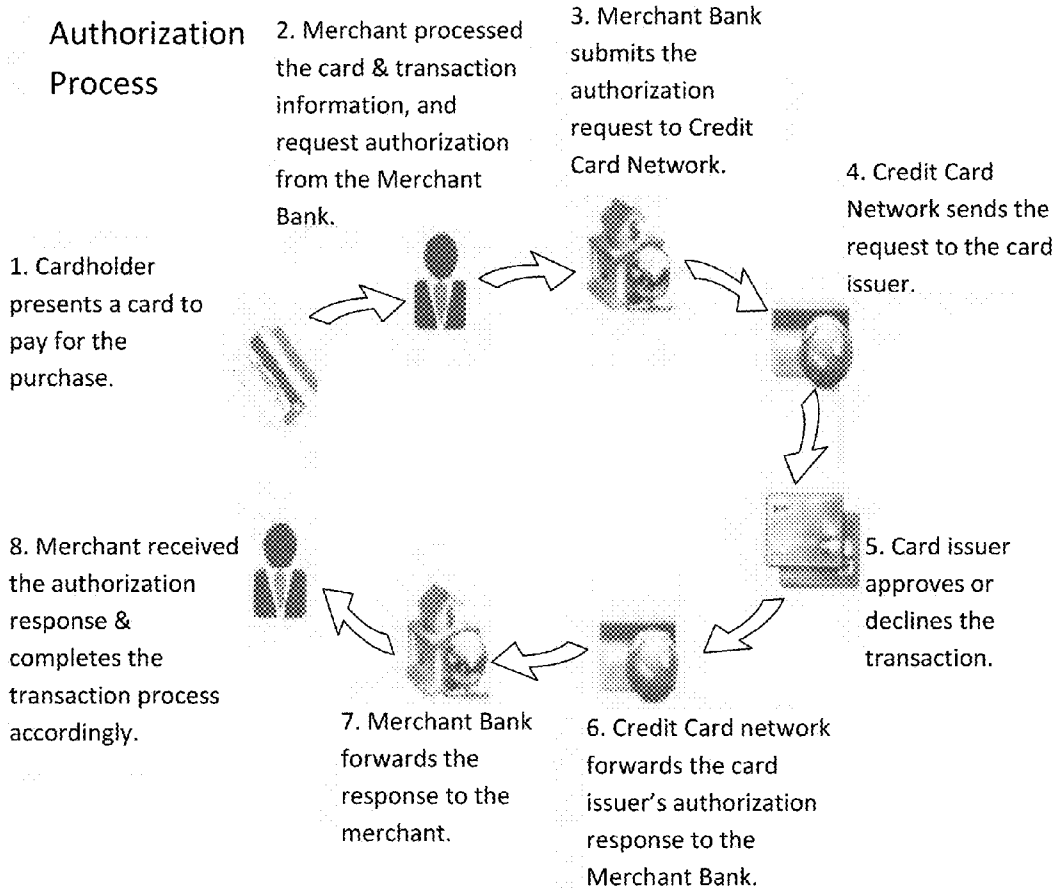 Authorization
Process
2. Merchant processed
the card & transaction
information, and
request authorization
from the Merchant
Bank.
3. Merchant Bank
submits the
authorization
request to Credit
Card Network.
4. Credit Card
Network sends the
request to the card
issuer.
1. Cardholder
presents a card to
pay for the
purchase.
8. Merchant received
the authorization
response &
completes the
transaction process
accordingly.
5. Card issuer
approves or
declines the
transaction.
7. Merchant Bank
forwards the
response to the
merchant.
6. Credit Card network
forwards the card
issuer's authorization
response to the
Merchant Bank.